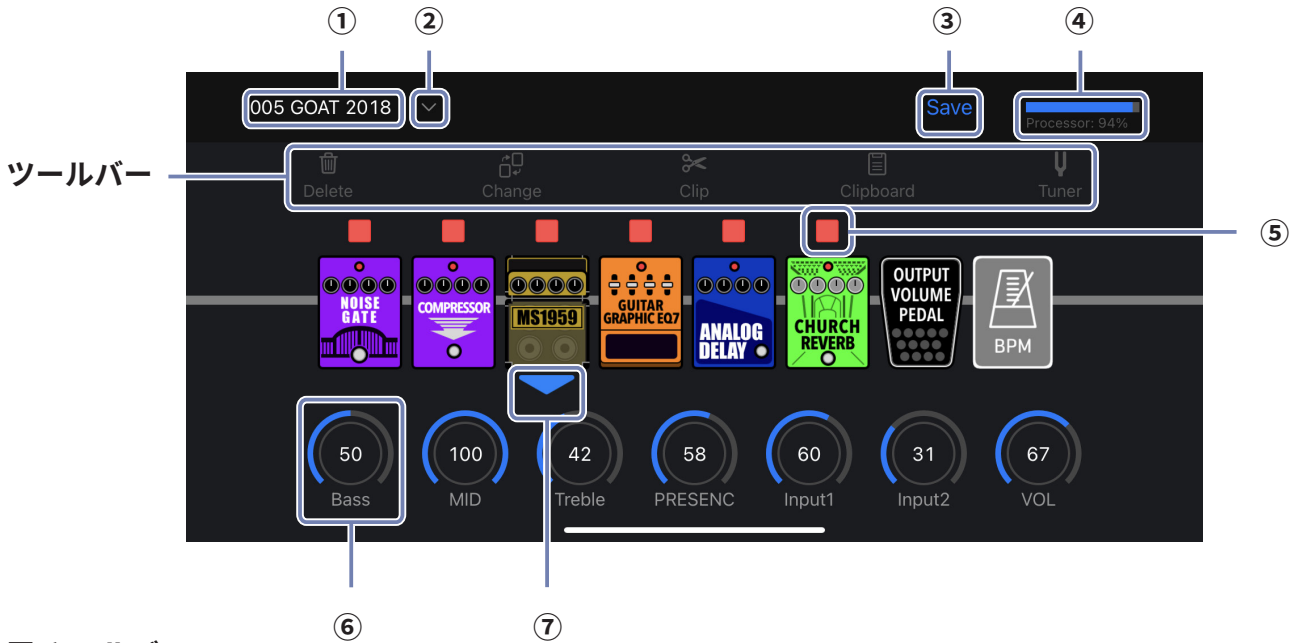 ① ② ③ ④
005 GOAT 2018
Save
Processor: 94%
ツールバー
Delete Change Clip Clipboard Tuner
⑤
NOISE
GATE
COMPRESSOR
MS1959
GUITAR
GRAPHIC EQ7
ANALOG
DELAY
CHURCH
REVERB
OUTPUT
VOLUME
PEDAL
BPM
50 100 42 58 60 31 67
Bass MID Treble PRESENC Input1 Input2 VOL
⑥ ⑦